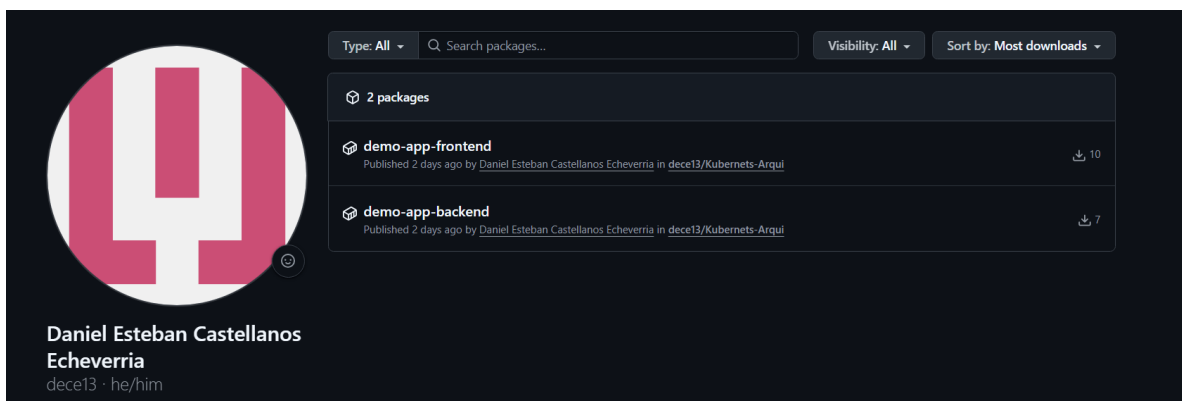 Type: All
Search packages...
Visibility: All
Sort by: Most downloads
2 packages
demo-app-frontend
Published 2 days ago by Daniel Esteban Castellanos Echeverria in dece13/Kubernets-Arqui
10
demo-app-backend
Published 2 days ago by Daniel Esteban Castellanos Echeverria in dece13/Kubernets-Arqui
7
Daniel Esteban Castellanos
Echeverria
dece13 · he/him